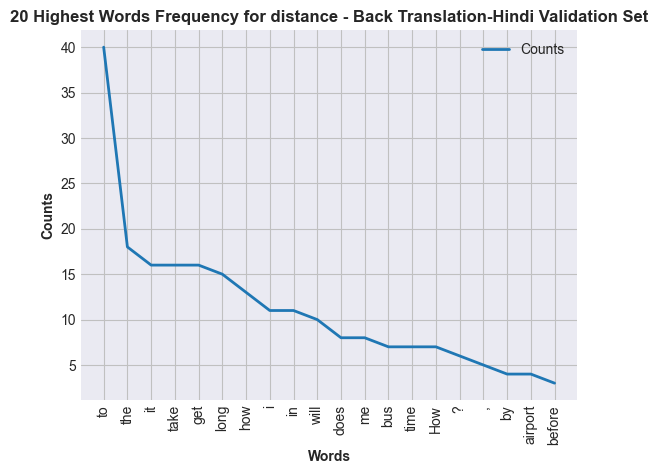 20 Highest Words Frequency for distance - Back Translation-Hindi Validation Set
Counts
40
35
30
25
20
15
10
5
Counts
to
the
it
take
get
long
how
i
in
will
does
me
bus
time
How
?
,
by
airport
before
Words